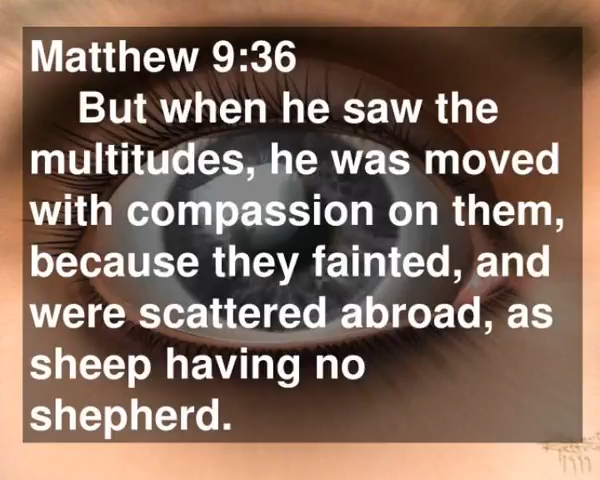 Matthew 9:36
But when he saw the
multitudes, he was moved
with compassion on them,
because they fainted, and
were scattered abroad, as
sheep having no
shepherd.